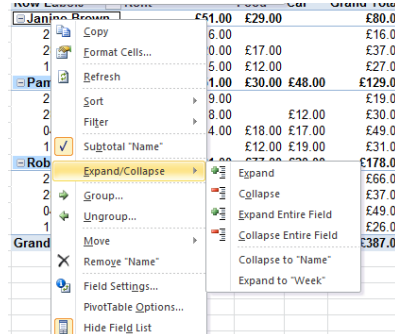 Row Labels Rent Food Car Grand Total
Janine Brown £51.00 £29.00 £80.0
Copy 6.00 £16.0
Format Cells... 0.00 £17.00 £37.0
Refresh 5.00 £12.00 £27.0
Pam 1.00 £30.00 £48.00 £129.0
Sort 9.00 £19.0
Filter 8.00 £12.00 £30.0
4.00 £18.00 £17.00 £49.0
Subtotal "Name" £12.00 £19.00 £31.0
Rob £178.0
Expand/Collapse
Expand £66.0
Group... Collapse £37.0
Ungroup... Expand Entire Field £49.0
Collapse Entire Field £26.0
Grand Move £387.0
Remove "Name" Collapse to "Name"
Field Settings... Expand to "Week"
PivotTable Options...
Hide Field List